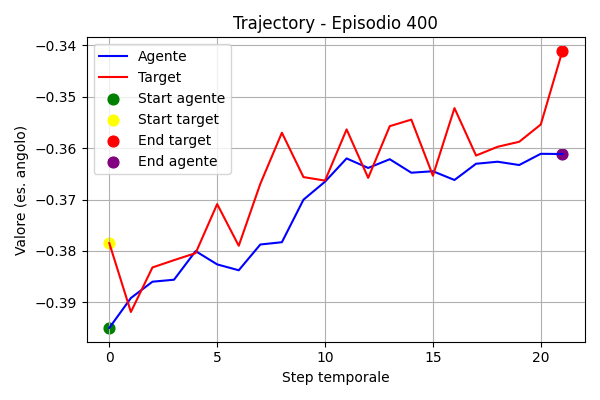 Trajectory - Episodio 400
Agente
Target
Start agente
Start target
End target
End agente
Valore (es. angolo)
−0.34
−0.35
−0.36
−0.37
−0.38
−0.39
0
5
10
15
20
Step temporale